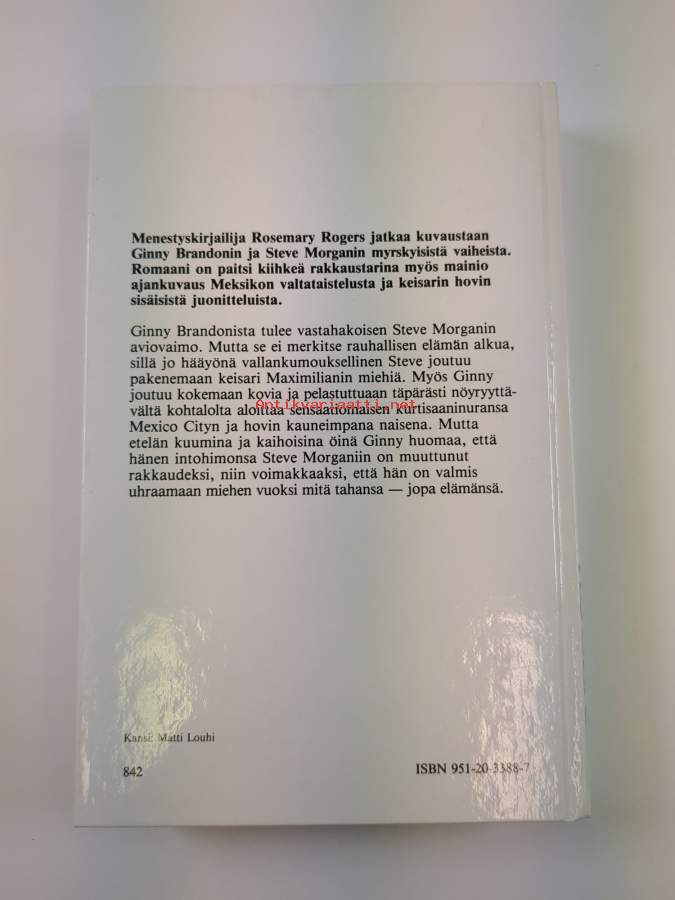 Menestyskirjailija Rosemary Rogers jatkaa kuvaustaan
Ginny Brandonin ja Steve Morganin myrskyisistä vaiheista.
Romaani on paitsi kiihkeä rakkaustarina myös mainio
ajankuvaus Meksikon valtataistelusta ja keisarin hovin
sisäisistä juonitteluista.
Ginny Brandonista tulee vastahakoisen Steve Morganin
aviovaimo. Mutta se ei merkitse rauhallisen elämän alkua,
sillä jo hääyönä vallankumouksellinen Steve joutuu
pakenemaan keisari Maximilianin miehiä. Myös Ginny
joutuu kokemaan kovia ja pelastuttuaan täpärästi nöyryyttä-
vältä kohtalolta aloittaa sensaatiomaisen kurtisaaninuransa
Antikvariaatti.net
Mexico Cityn ja hovin kauneimpana naisena. Mutta
etelän kuumina ja kaihoisina öinä Ginny huomaa, että
hänen intohimonsa Steve Morganiin on muuttunut
rakkaudeksi, niin voimakkaaksi, että hän on valmis
uhraamaan miehen vuoksi mitä tahansa — jopa elämänsä.
Kansi: Matti Louhi
842
ISBN 951-20-3388-7